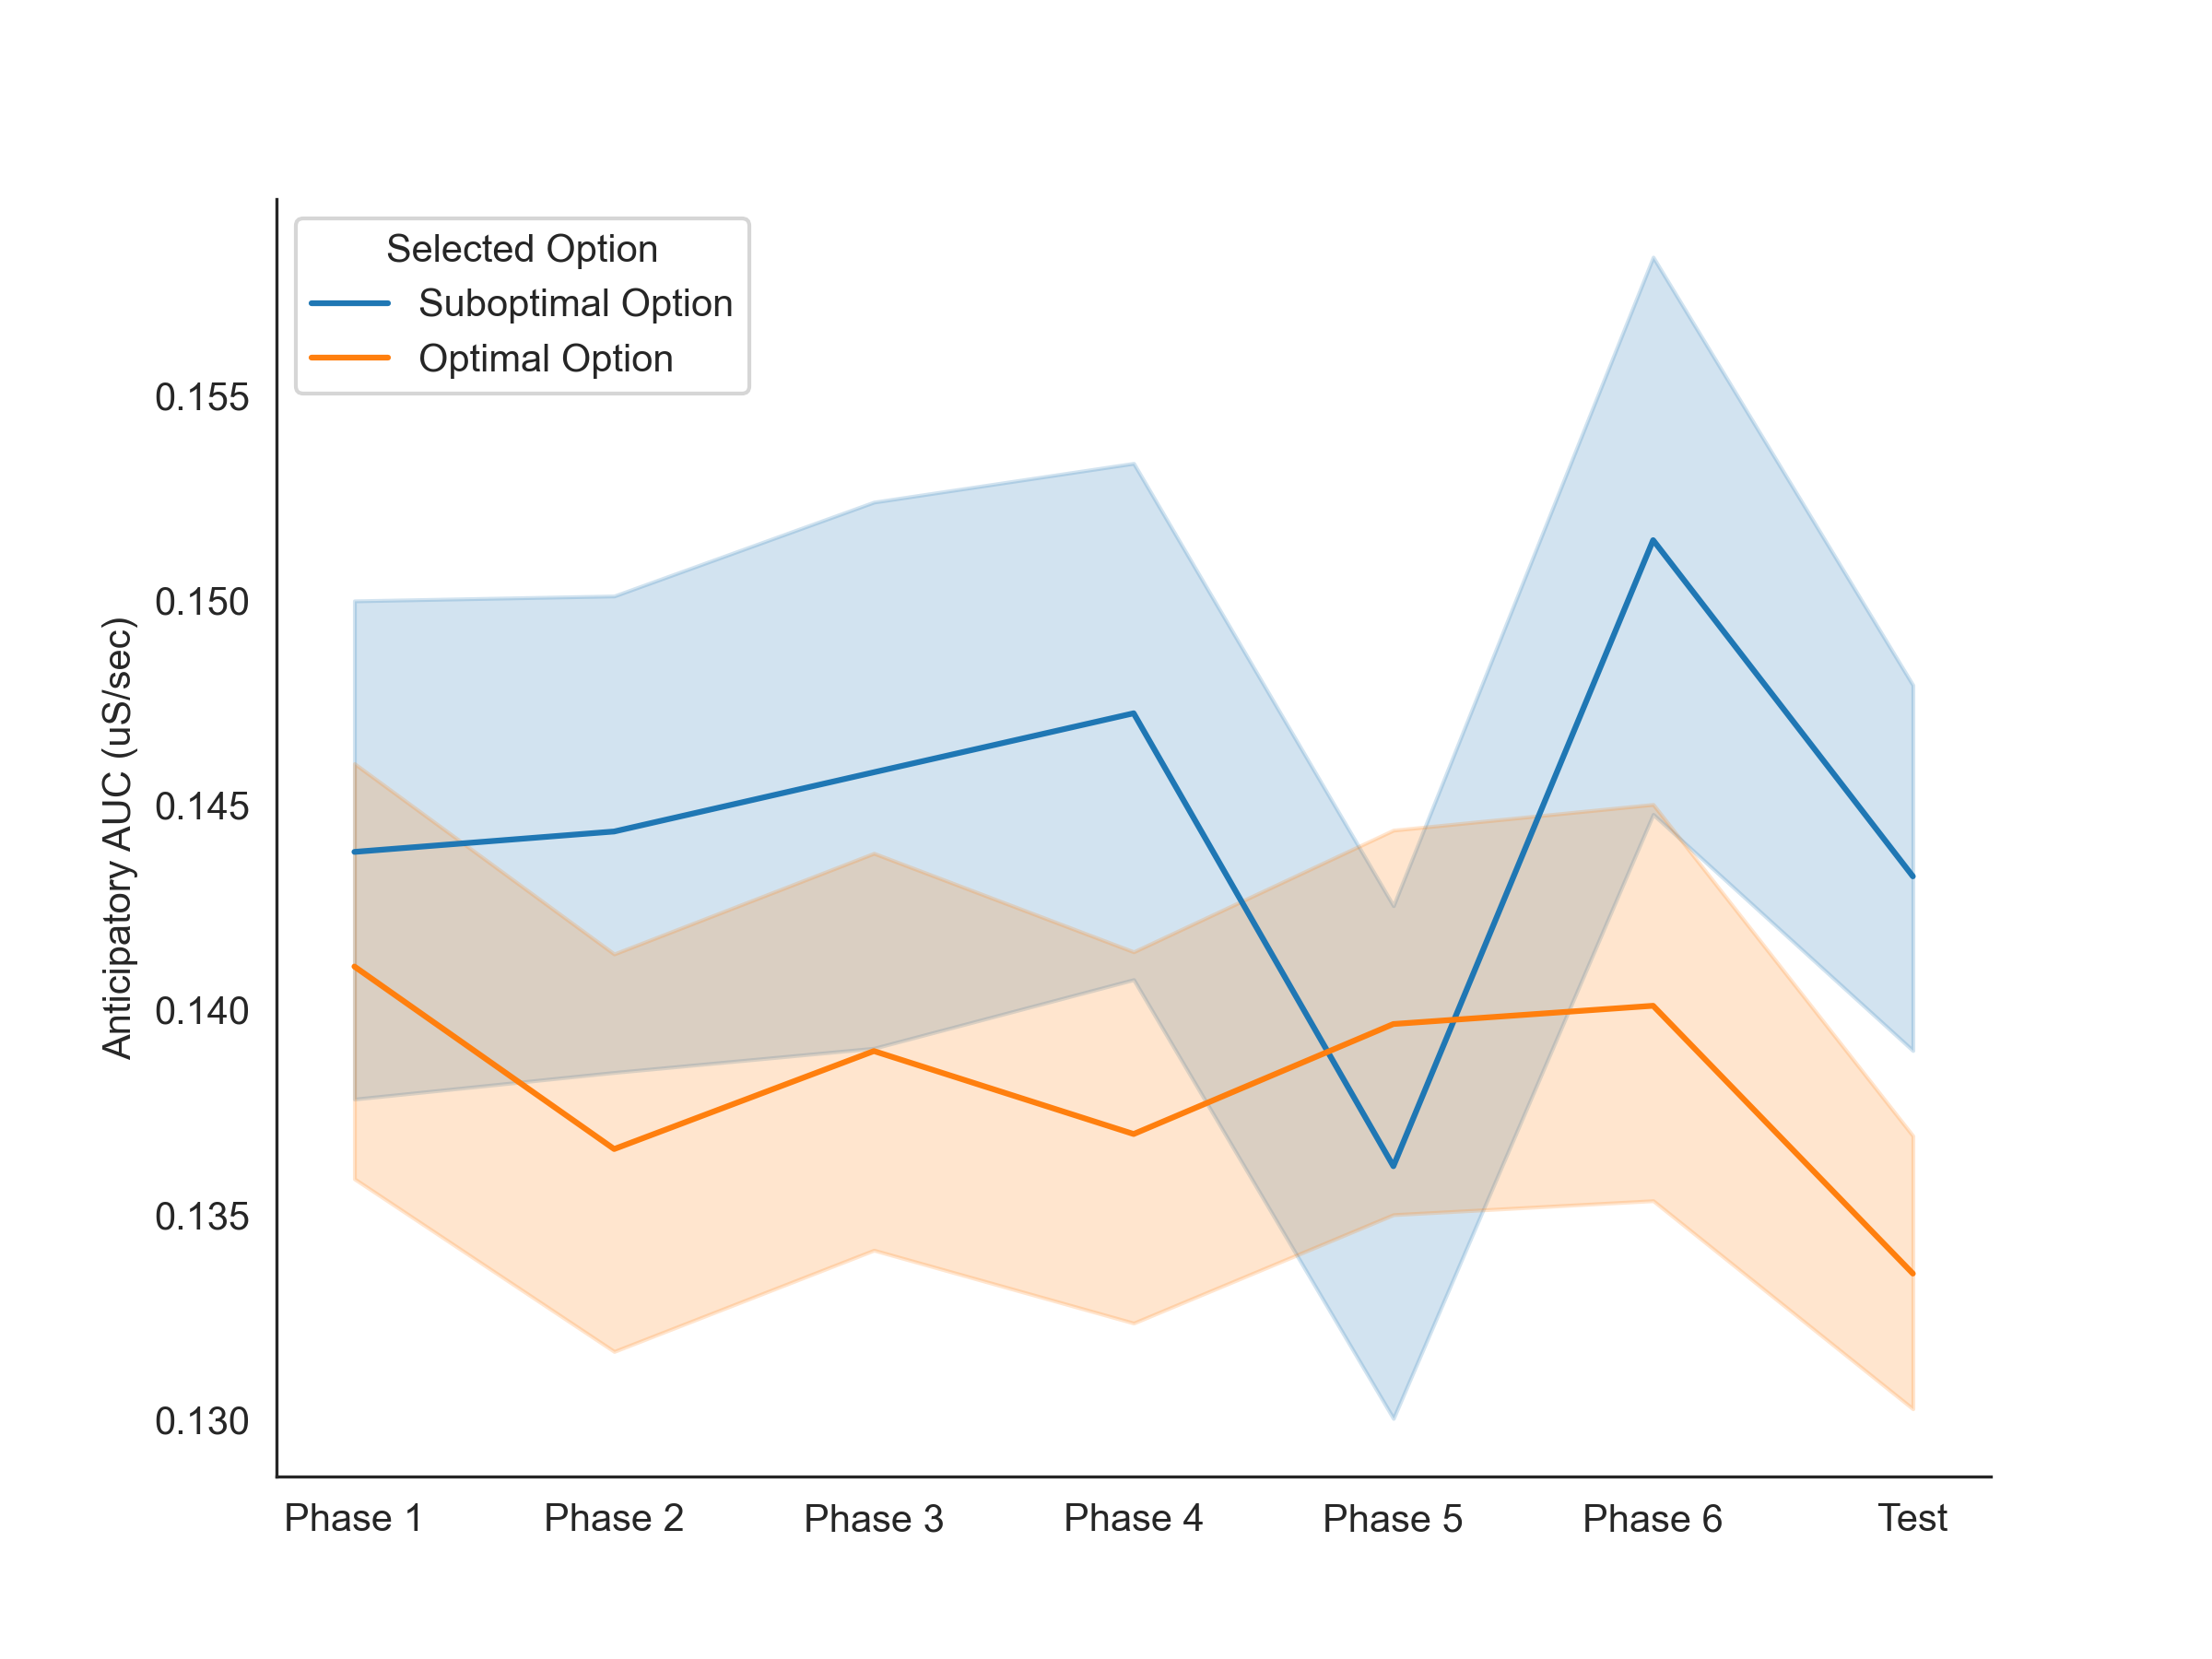 Selected Option
Suboptimal Option
Optimal Option
Anticipatory AUC (uS/sec)
0.155
0.150
0.145
0.140
0.135
0.130
Phase 1
Phase 2
Phase 3
Phase 4
Phase 5
Phase 6
Test